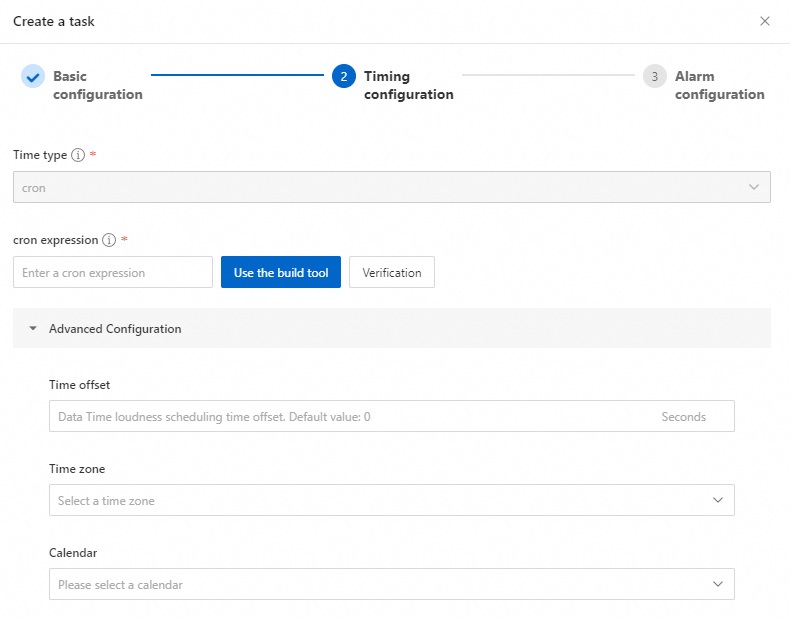 Create a task
Basic
configuration
2
Timing
configuration
3
Alarm
configuration
Time type *
cron
cron expression *
Enter a cron expression
Use the build tool
Verification
Advanced Configuration
Time offset
Data Time loudness scheduling time offset. Default value: 0
Seconds
Time zone
Select a time zone
Calendar
Please select a calendar